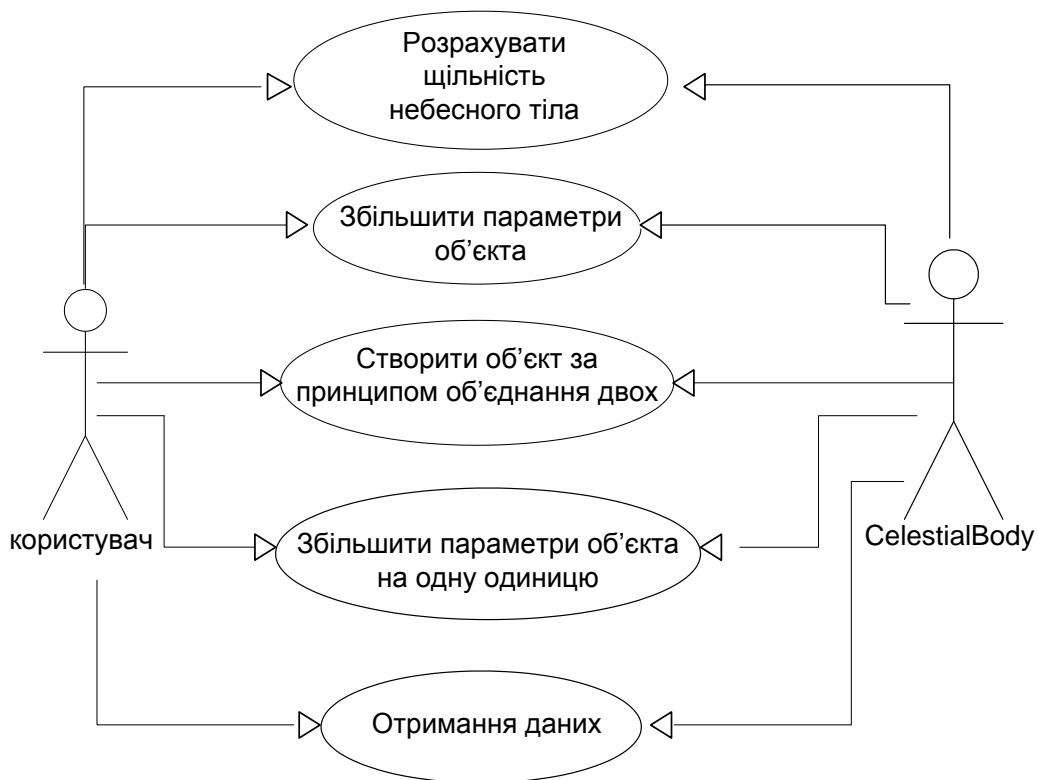 Розрахувати
щільність
небесного тіла
Збільшити параметри
об’єкта
Створити об’єкт за
принципом об’єднання двох
користувач
CelestialBody
Збільшити параметри об’єкта
на одну одиницю
Отримання даних